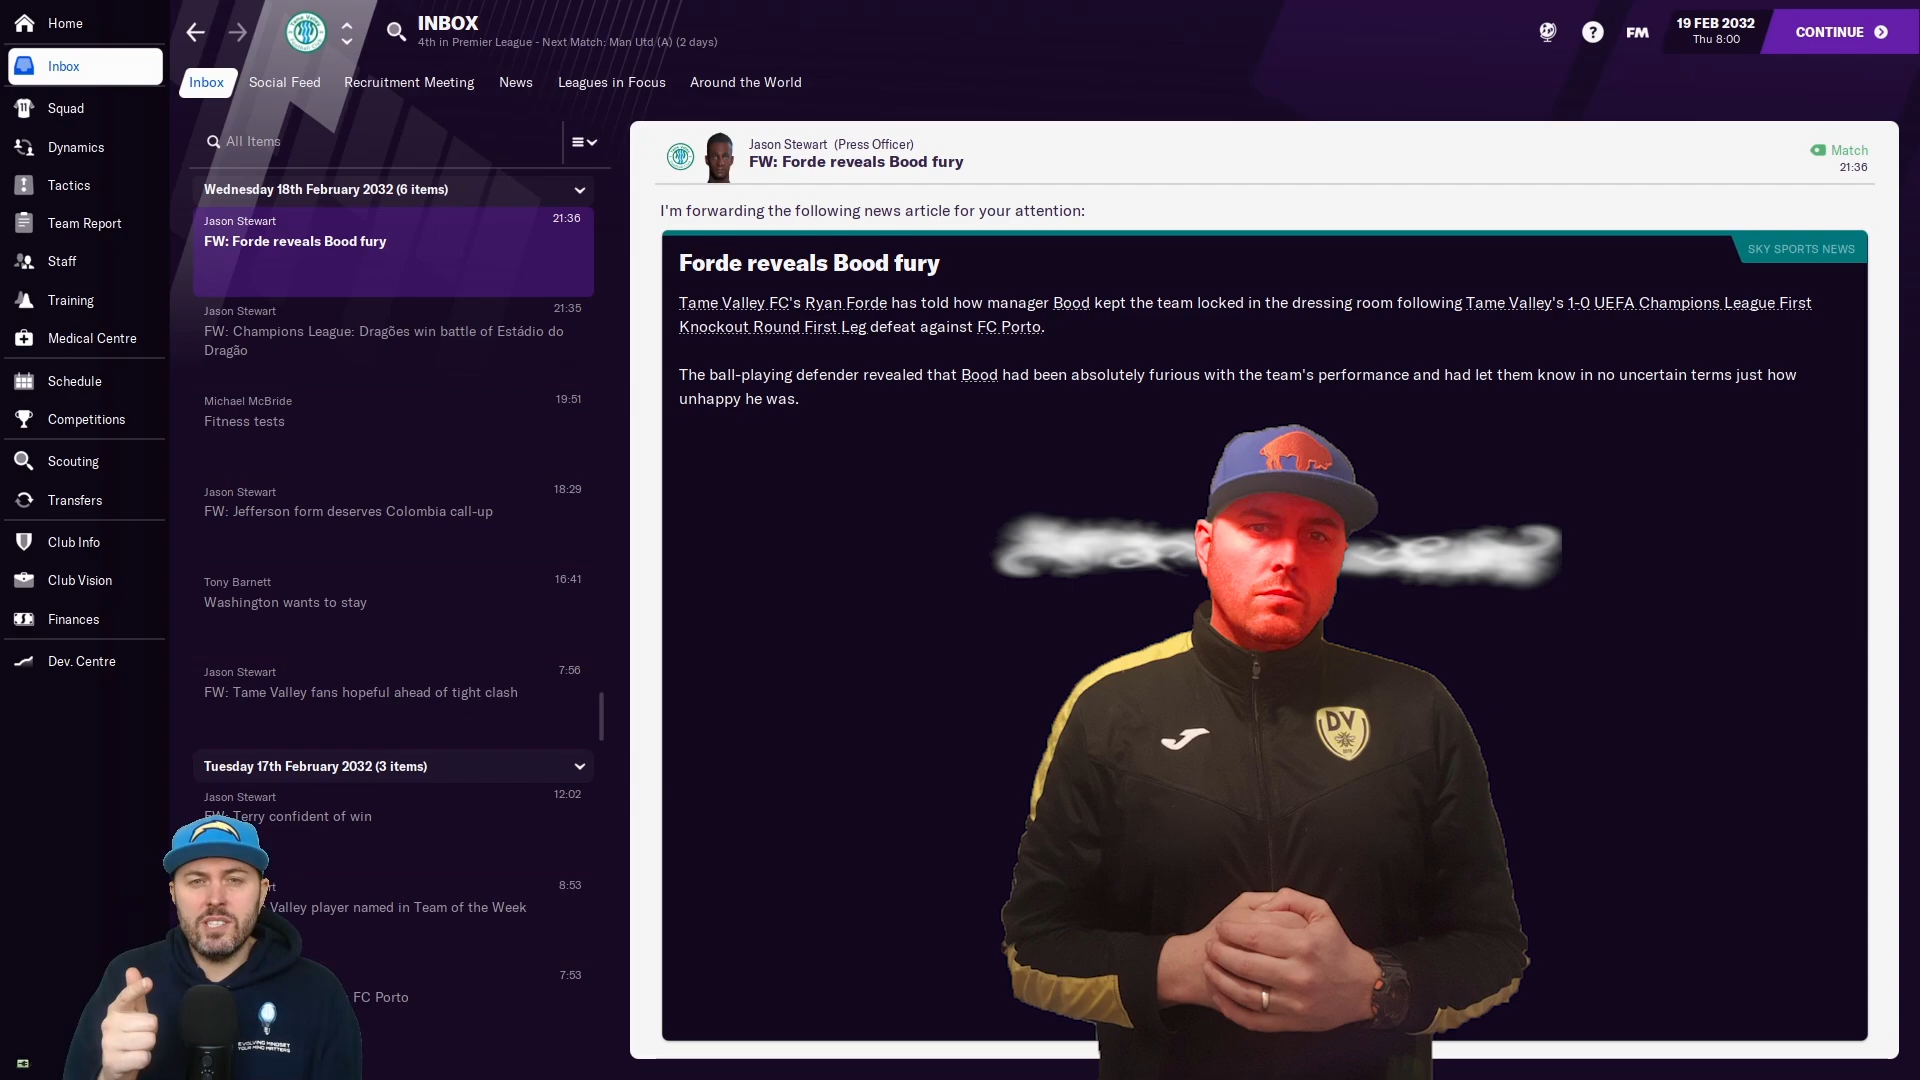 Home
Inbox
Squad
Dynamics
Tactics
Team Report
Staff
Training
Medical Centre
Schedule
Competitions
Scouting
Transfers
Club Info
Club Vision
Finances
Dev. Centre
INBOX
4th in Premier League - Next Match: Man Utd (A) (2 days)
FM
19 FEB 2032
Thu 8:00
CONTINUE
Inbox
Social Feed
Recruitment Meeting
News
Leagues in Focus
Around the World
All Items
Wednesday 18th February 2032 (6 items)
Jason Stewart 21:36
FW: Forde reveals Bood fury
Jason Stewart 21:35
FW: Champions League: Dragões win battle of Estádio do
Dragão
Michael McBride 19:51
Fitness tests
Jason Stewart 18:29
FW: Jefferson form deserves Colombia call-up
Tony Barnett 16:41
Washington wants to stay
Jason Stewart 7:56
FW: Tame Valley fans hopeful ahead of tight clash
Tuesday 17th February 2032 (3 items)
Jason Stewart 12:02
FW: Terry confident of win
8:53
Valley player named in Team of the Week
7:53
FC Porto
Jason Stewart (Press Officer)
FW: Forde reveals Bood fury
Match
21:36
I'm forwarding the following news article for your attention:
SKY SPORTS NEWS
Forde reveals Bood fury
Tame Valley FC's Ryan Forde has told how manager Bood kept the team locked in the dressing room following Tame Valley's 1-0 UEFA Champions League First
Knockout Round First Leg defeat against FC Porto.
The ball-playing defender revealed that Bood had been absolutely furious with the team's performance and had let them know in no uncertain terms just how
unhappy he was.
DV
EVOLVING MINDSET
YOUR MIND MATTERS